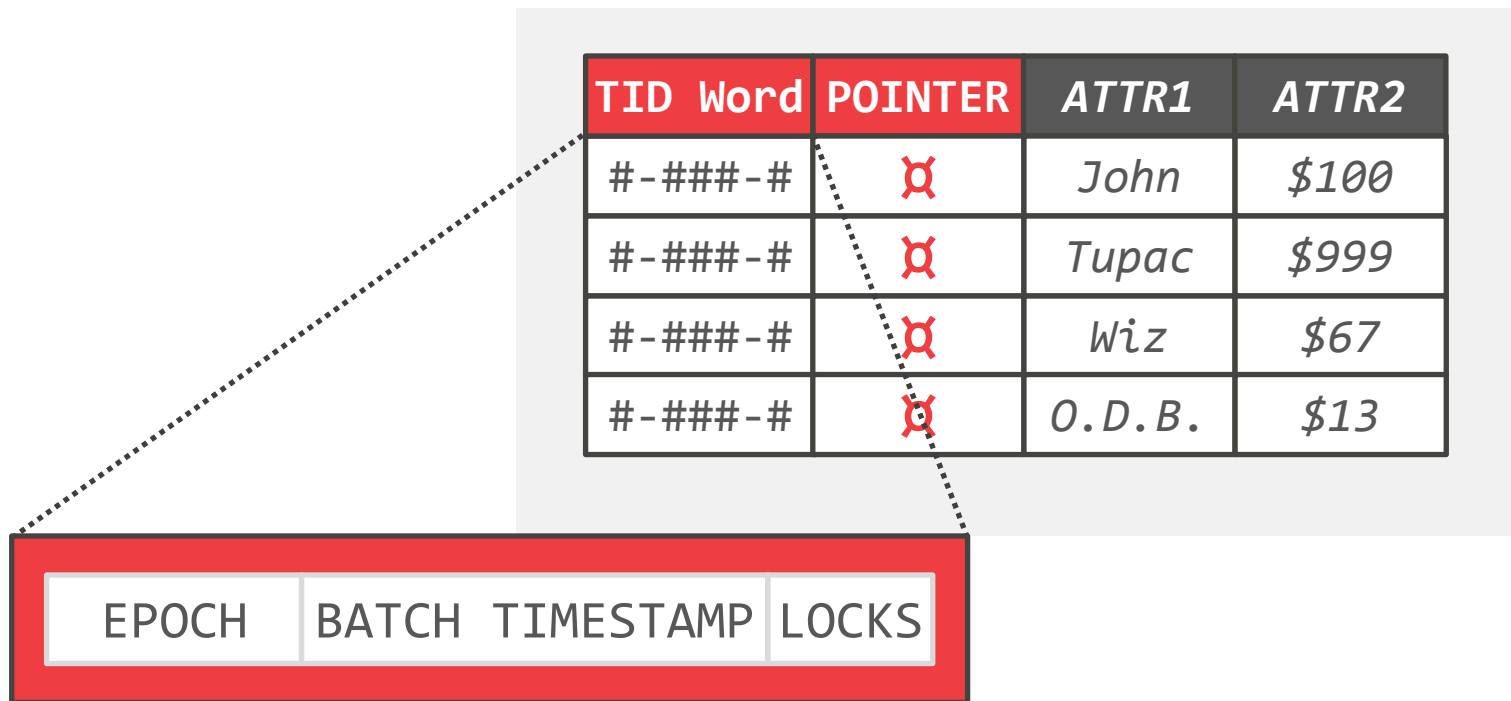 TID Word POINTER ATTR1 ATTR2
#-###-# ¤ John $100
#-###-# ¤ Tupac $999
#-###-# ¤ Wiz $67
#-###-# ¤ O.D.B. $13
EPOCH BATCH TIMESTAMP LOCKS